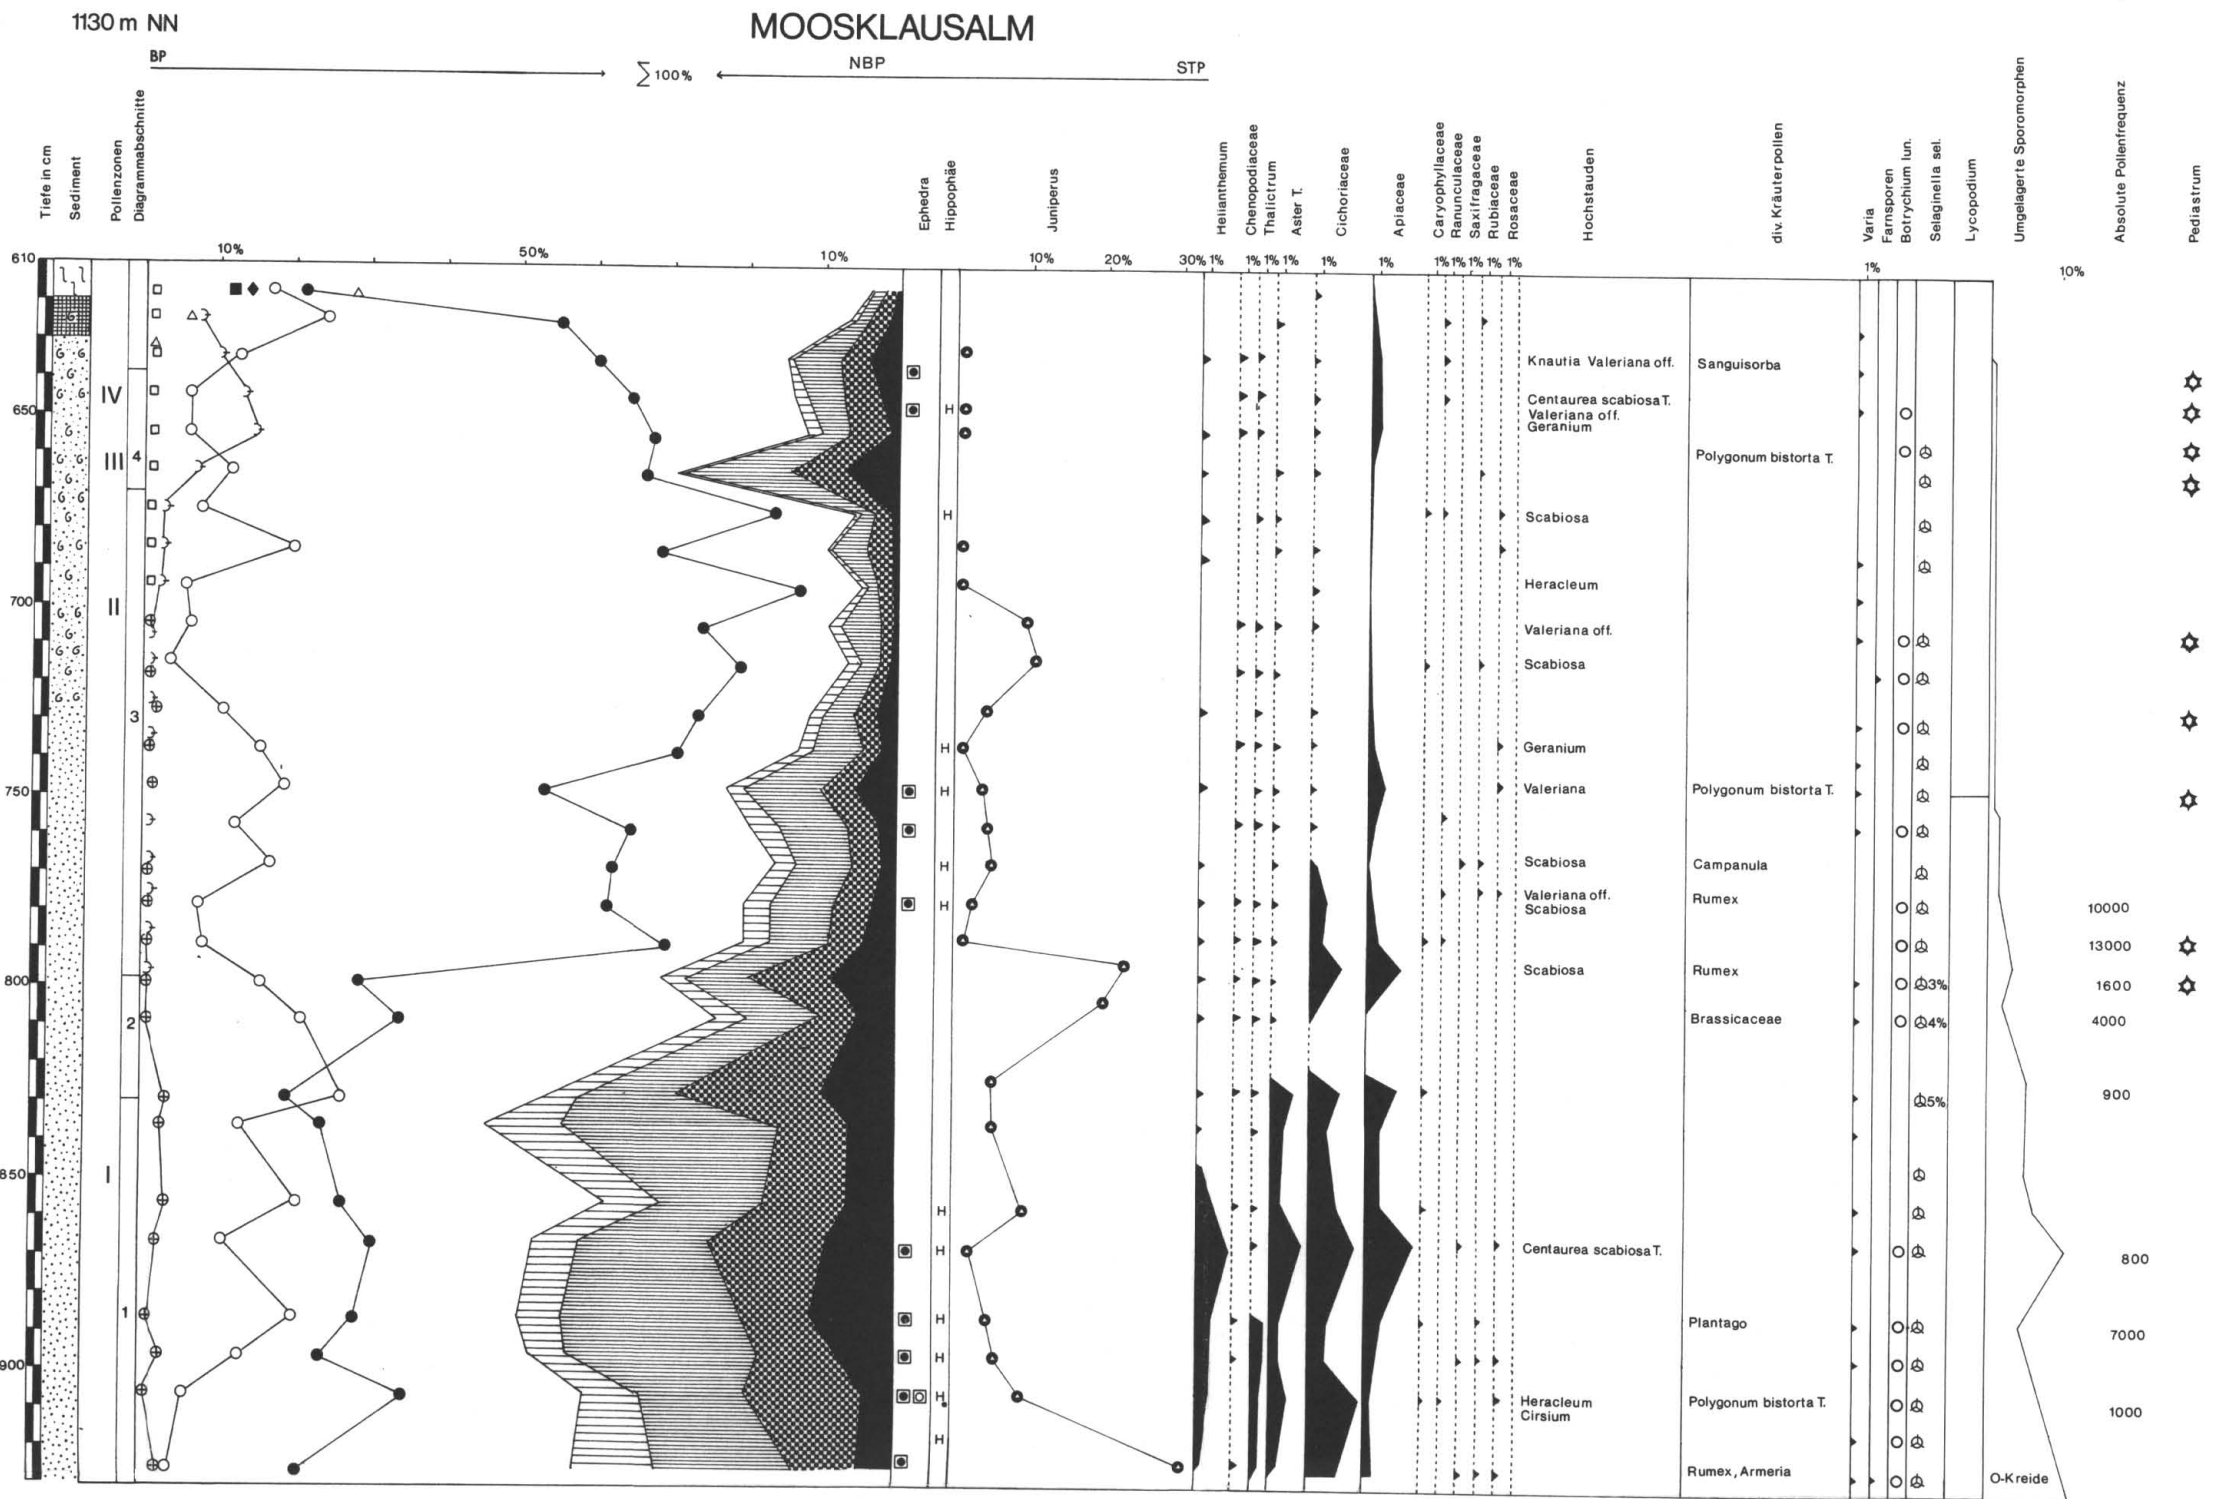 1130 m NN
MOOSKLAUSALM
BP
∑ 100%
NBP
STP
Tiefe in cm
Sediment
Pollenzonen
Diagrammabschnitte
Ephedra
Hippophäe
Juniperus
Helianthemum
Chenopodiaceae
Thalictrum
Aster T.
Cichoriaceae
Apiaceae
Caryophyllaceae
Ranunculaceae
Saxifragaceae
Rubiaceae
Rosaceae
Hochstauden
div. Kräuterpollen
Varia
Farnsporen
Botrychium lun.
Selaginella sel.
Lycopodium
Umgelagerte Sporomorphen
Absolute Pollenfrequenz
Pediastrum
610 10% 50% 10% 10% 20% 30% 1% 1% 1% 1% 1% 1% 1% 1% 1% 1% 1% 1% 10%
Knautia Valeriana off. Sanguisorba
IV
Centaurea scabiosa T.
650 H Valeriana off.
Geranium
III 4 Polygonum bistorta T.
H Scabiosa
Heracleum
700 II
Valeriana off.
Scabiosa
3
H Geranium
750 H Valeriana Polygonum bistorta T.
H Scabiosa Campanula
H Valeriana off. Rumex
Scabiosa 10000
13000
Scabiosa Rumex
800 3% 1600
2 Brassicaceae 4% 4000
5% 900
850 I
H
H Centaurea scabiosa T. 800
1 H Plantago 7000
900 H
H Heracleum Polygonum bistorta T. 1000
Cirsium
H
Rumex, Armeria O-Kreide